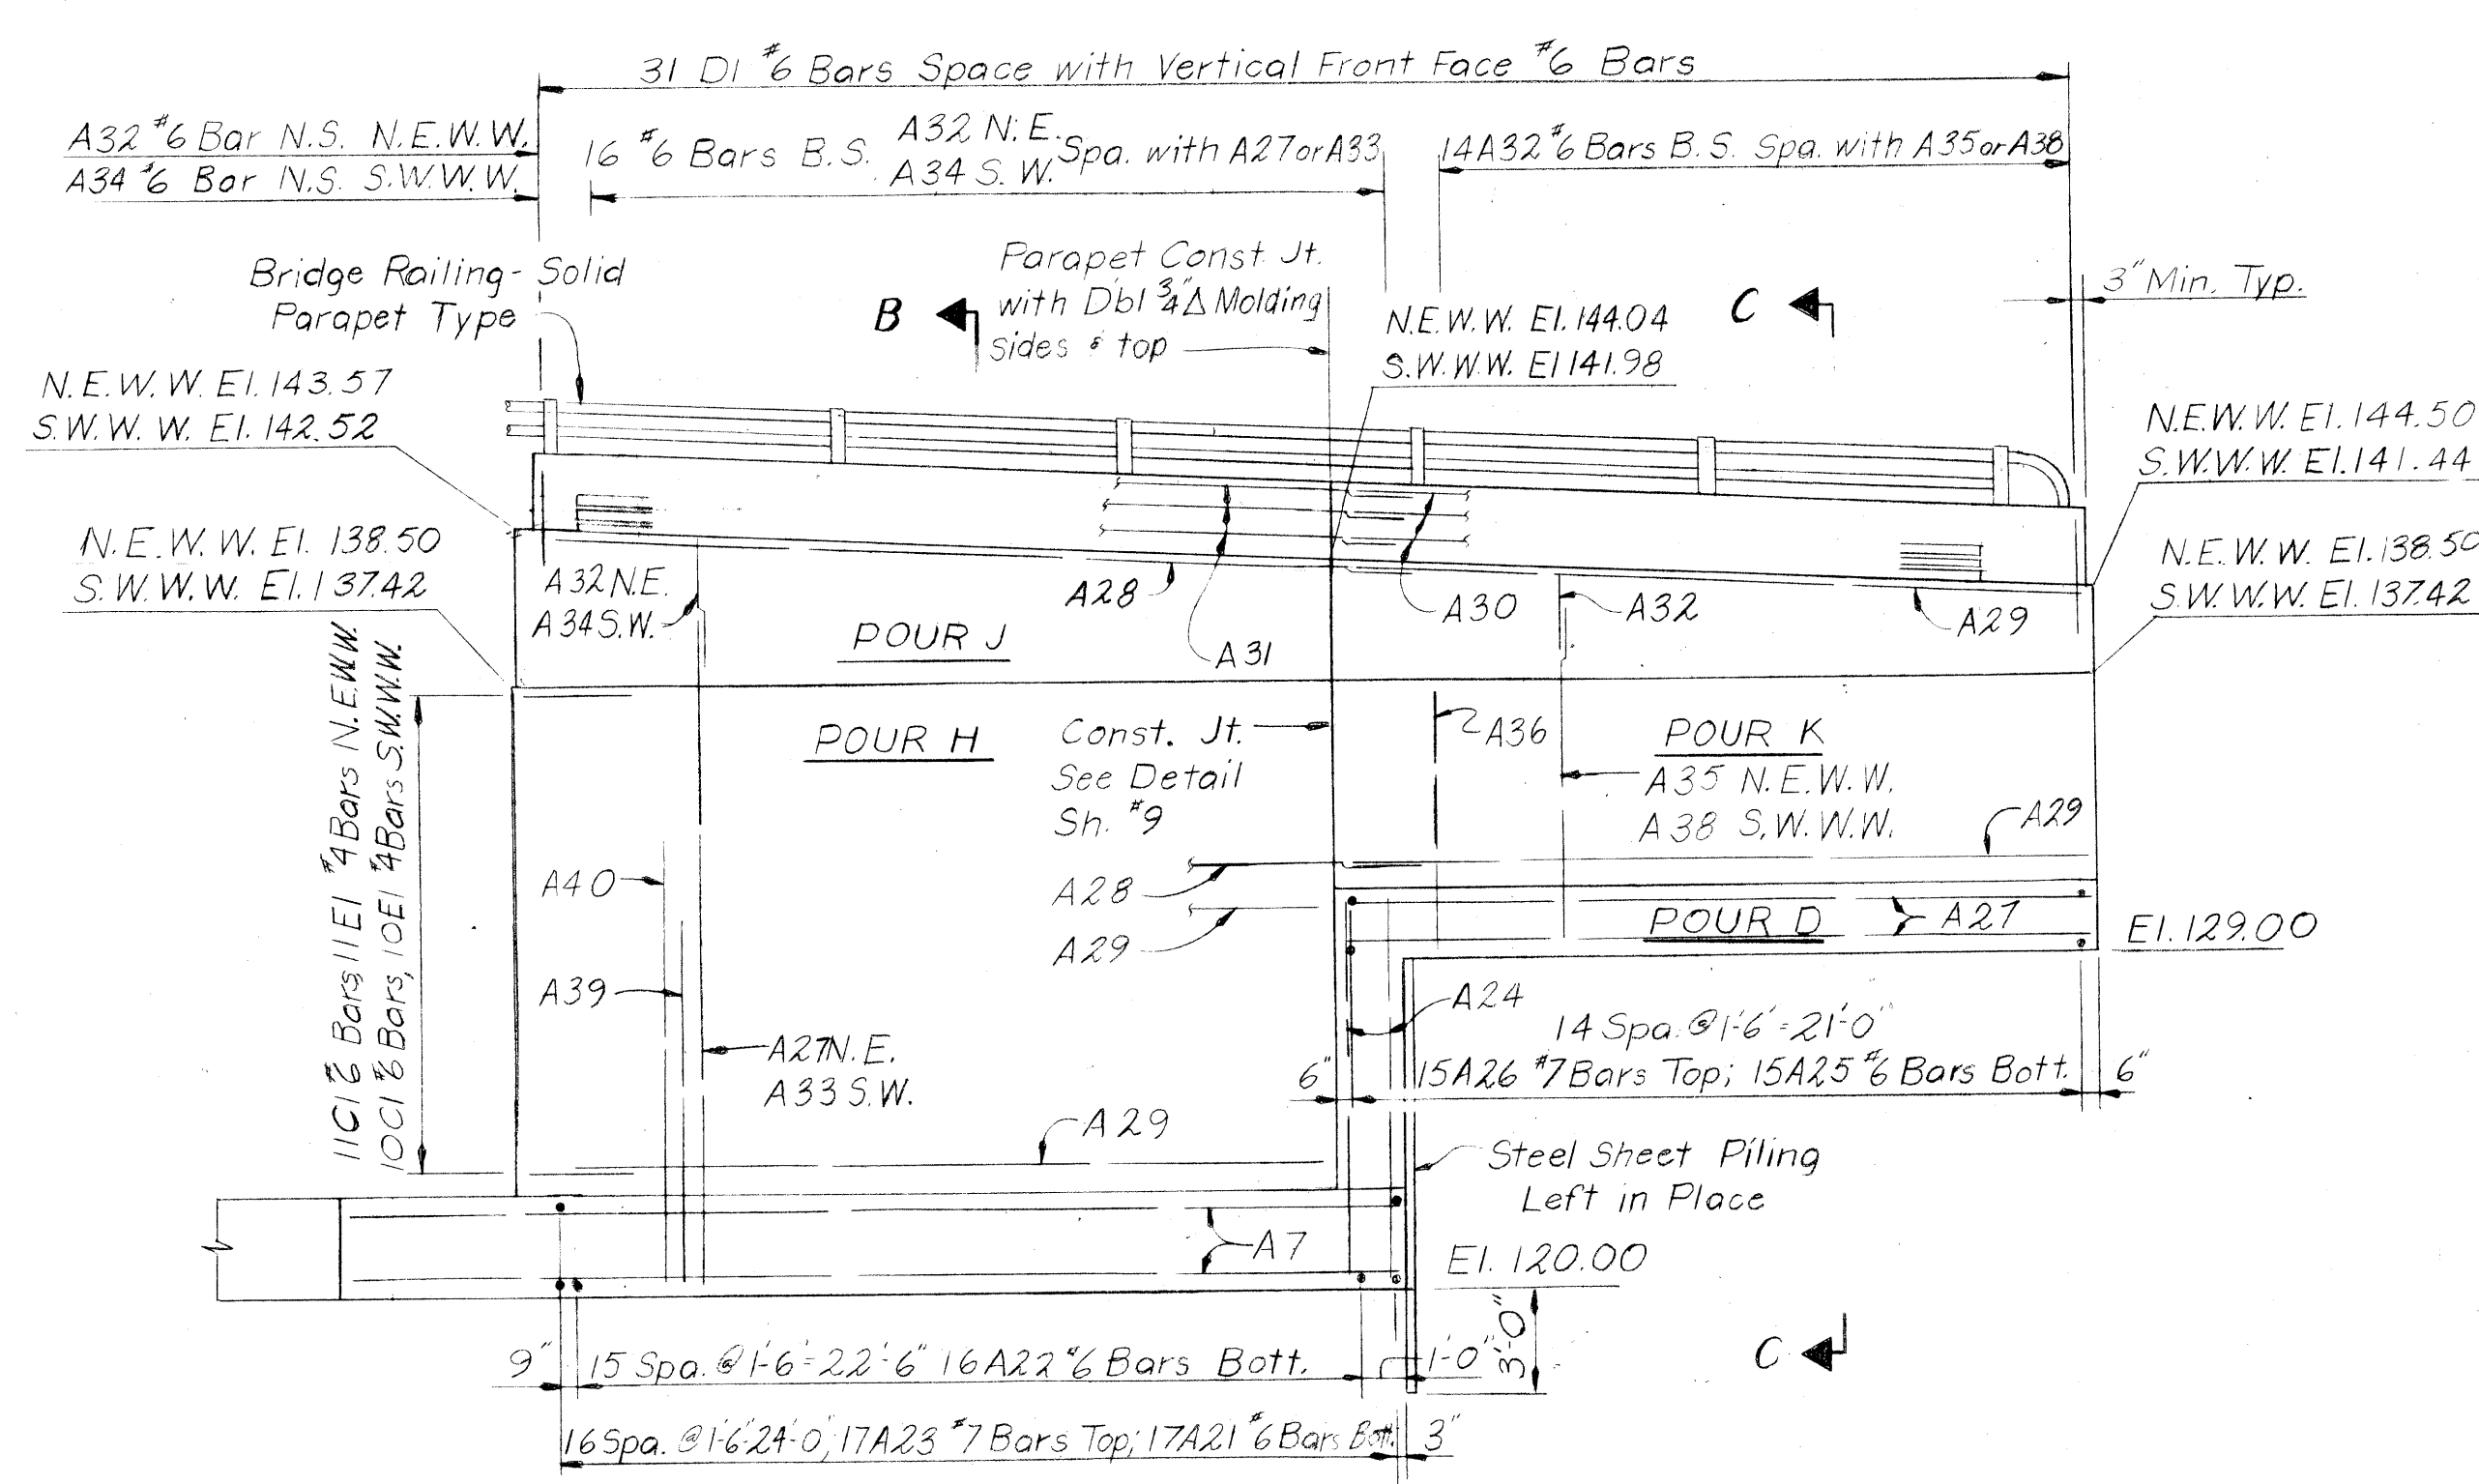 31 D1 #6 Bars Space with Vertical Front Face #6 Bars
A32 #6 Bar N.S. N.E.W.W.
A34 #6 Bar N.S. S.W.W.W.
16 #6 Bars B.S. A32 N.E. Spa. with A27 or A33
A34 S.W.
14 A32 #6 Bars B.S. Spa. with A35 or A38
Bridge Railing - Solid
Parapet Type
B
Parapet Const. Jt.
with Dbl 3/4" Δ Molding
sides & top
C
3" Min. Typ.
N.E.W.W. El. 144.04
S.W.W.W. El 141.98
N.E.W.W. El. 143.57
S.W.W.W. El. 142.52
N.E.W.W. El. 144.50
S.W.W.W. El. 141.44
N.E.W.W. El. 138.50
S.W.W.W. El. 137.42
N.E.W.W. El. 138.50
S.W.W.W. El. 137.42
A32 N.E.
A34 S.W.
POUR J
A28
A31
A30
A32
A29
11C1 #6 Bars, 11E1 #4 Bars N.E.W.W.
10C1 #6 Bars, 10E1 #4 Bars S.W.W.W.
POUR H
Const. Jt.
See Detail
Sh. #9
A36
POUR K
A35 N.E.W.W.
A38 S.W.W.W.
A29
A40
A28
A29
POUR D
A27
El. 129.00
A39
A24
A27 N.E.
A33 S.W.
14 Spa. @ 1'-6" = 21'-0"
6"
15 A26 #7 Bars Top; 15 A25 #6 Bars Bott.
6"
A29
Steel Sheet Piling
Left in Place
A7
El. 120.00
3'-0"
9"
15 Spa. @ 1'-6" = 22'-6" 16 A22 #6 Bars Bott.
1'-0"
C
16 Spa. @ 1'-6" 24'-0", 17 A23 #7 Bars Top; 17 A21 #6 Bars Bott.
3"